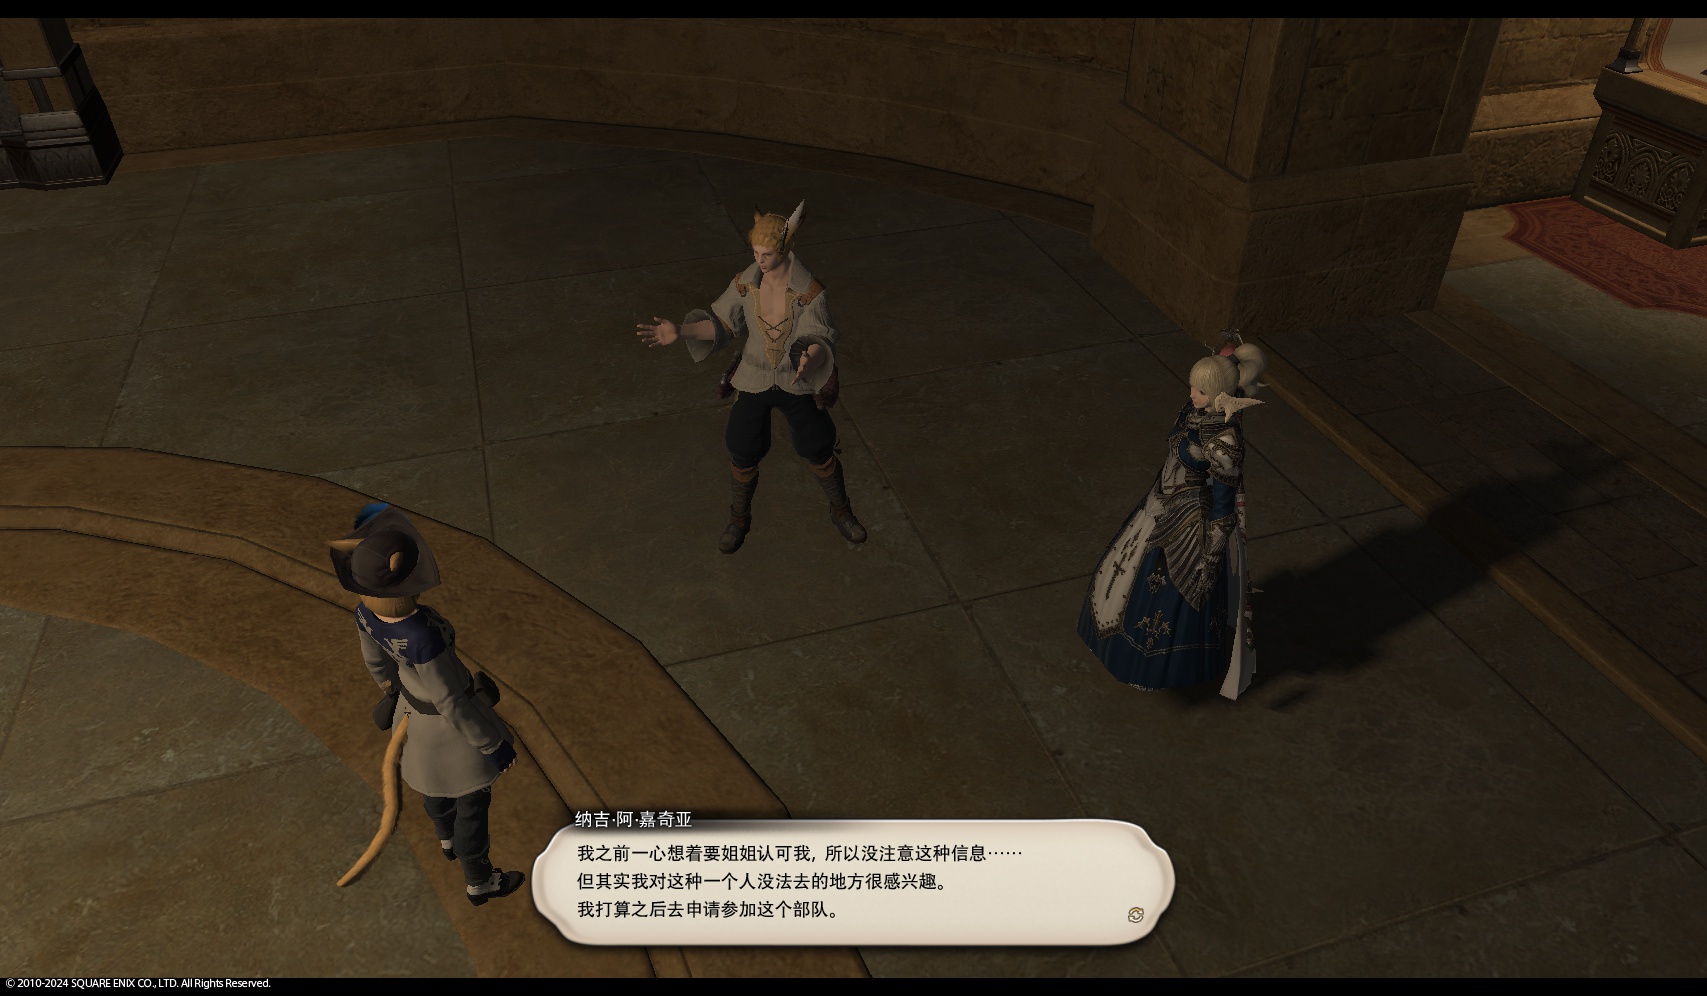 纳吉·阿·嘉奇亚
我之前一心想着要姐姐认可我，所以没注意这种信息……
但其实我对这种一个人没法去的地方很感兴趣。
我打算之后去申请参加这个部队。
© 2010-2024 SQUARE ENIX CO., LTD. All Rights Reserved.